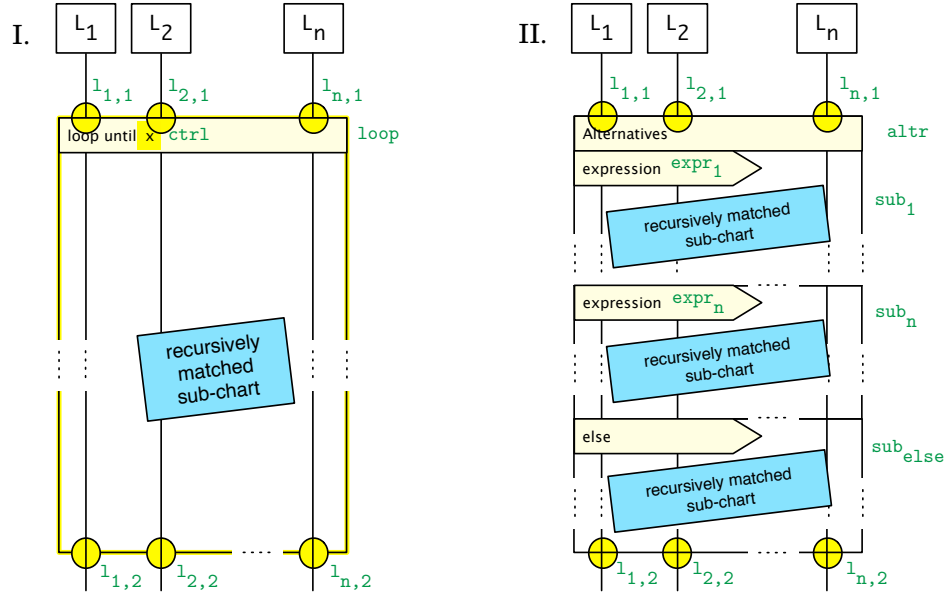 I.
L1 L2 Ln
l1,1 l2,1 ln,1
loop until x ctrl loop
recursively
matched
sub-chart
l1,2 l2,2 ln,2
II.
L1 L2 Ln
l1,1 l2,1 ln,1
Alternatives altr
expression expr1
sub1
recursively matched
sub-chart
expression exprn
subn
recursively matched
sub-chart
else
subelse
recursively matched
sub-chart
l1,2 l2,2 ln,2